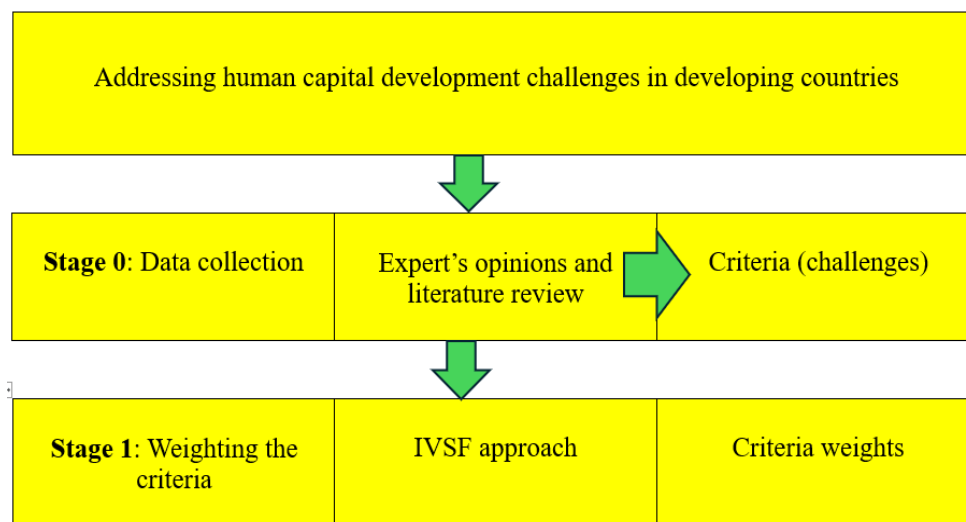 Addressing human capital development challenges in developing countries
Stage 0: Data collection
Expert’s opinions and
literature review
Criteria (challenges)
Stage 1: Weighting the
criteria
IVSF approach
Criteria weights